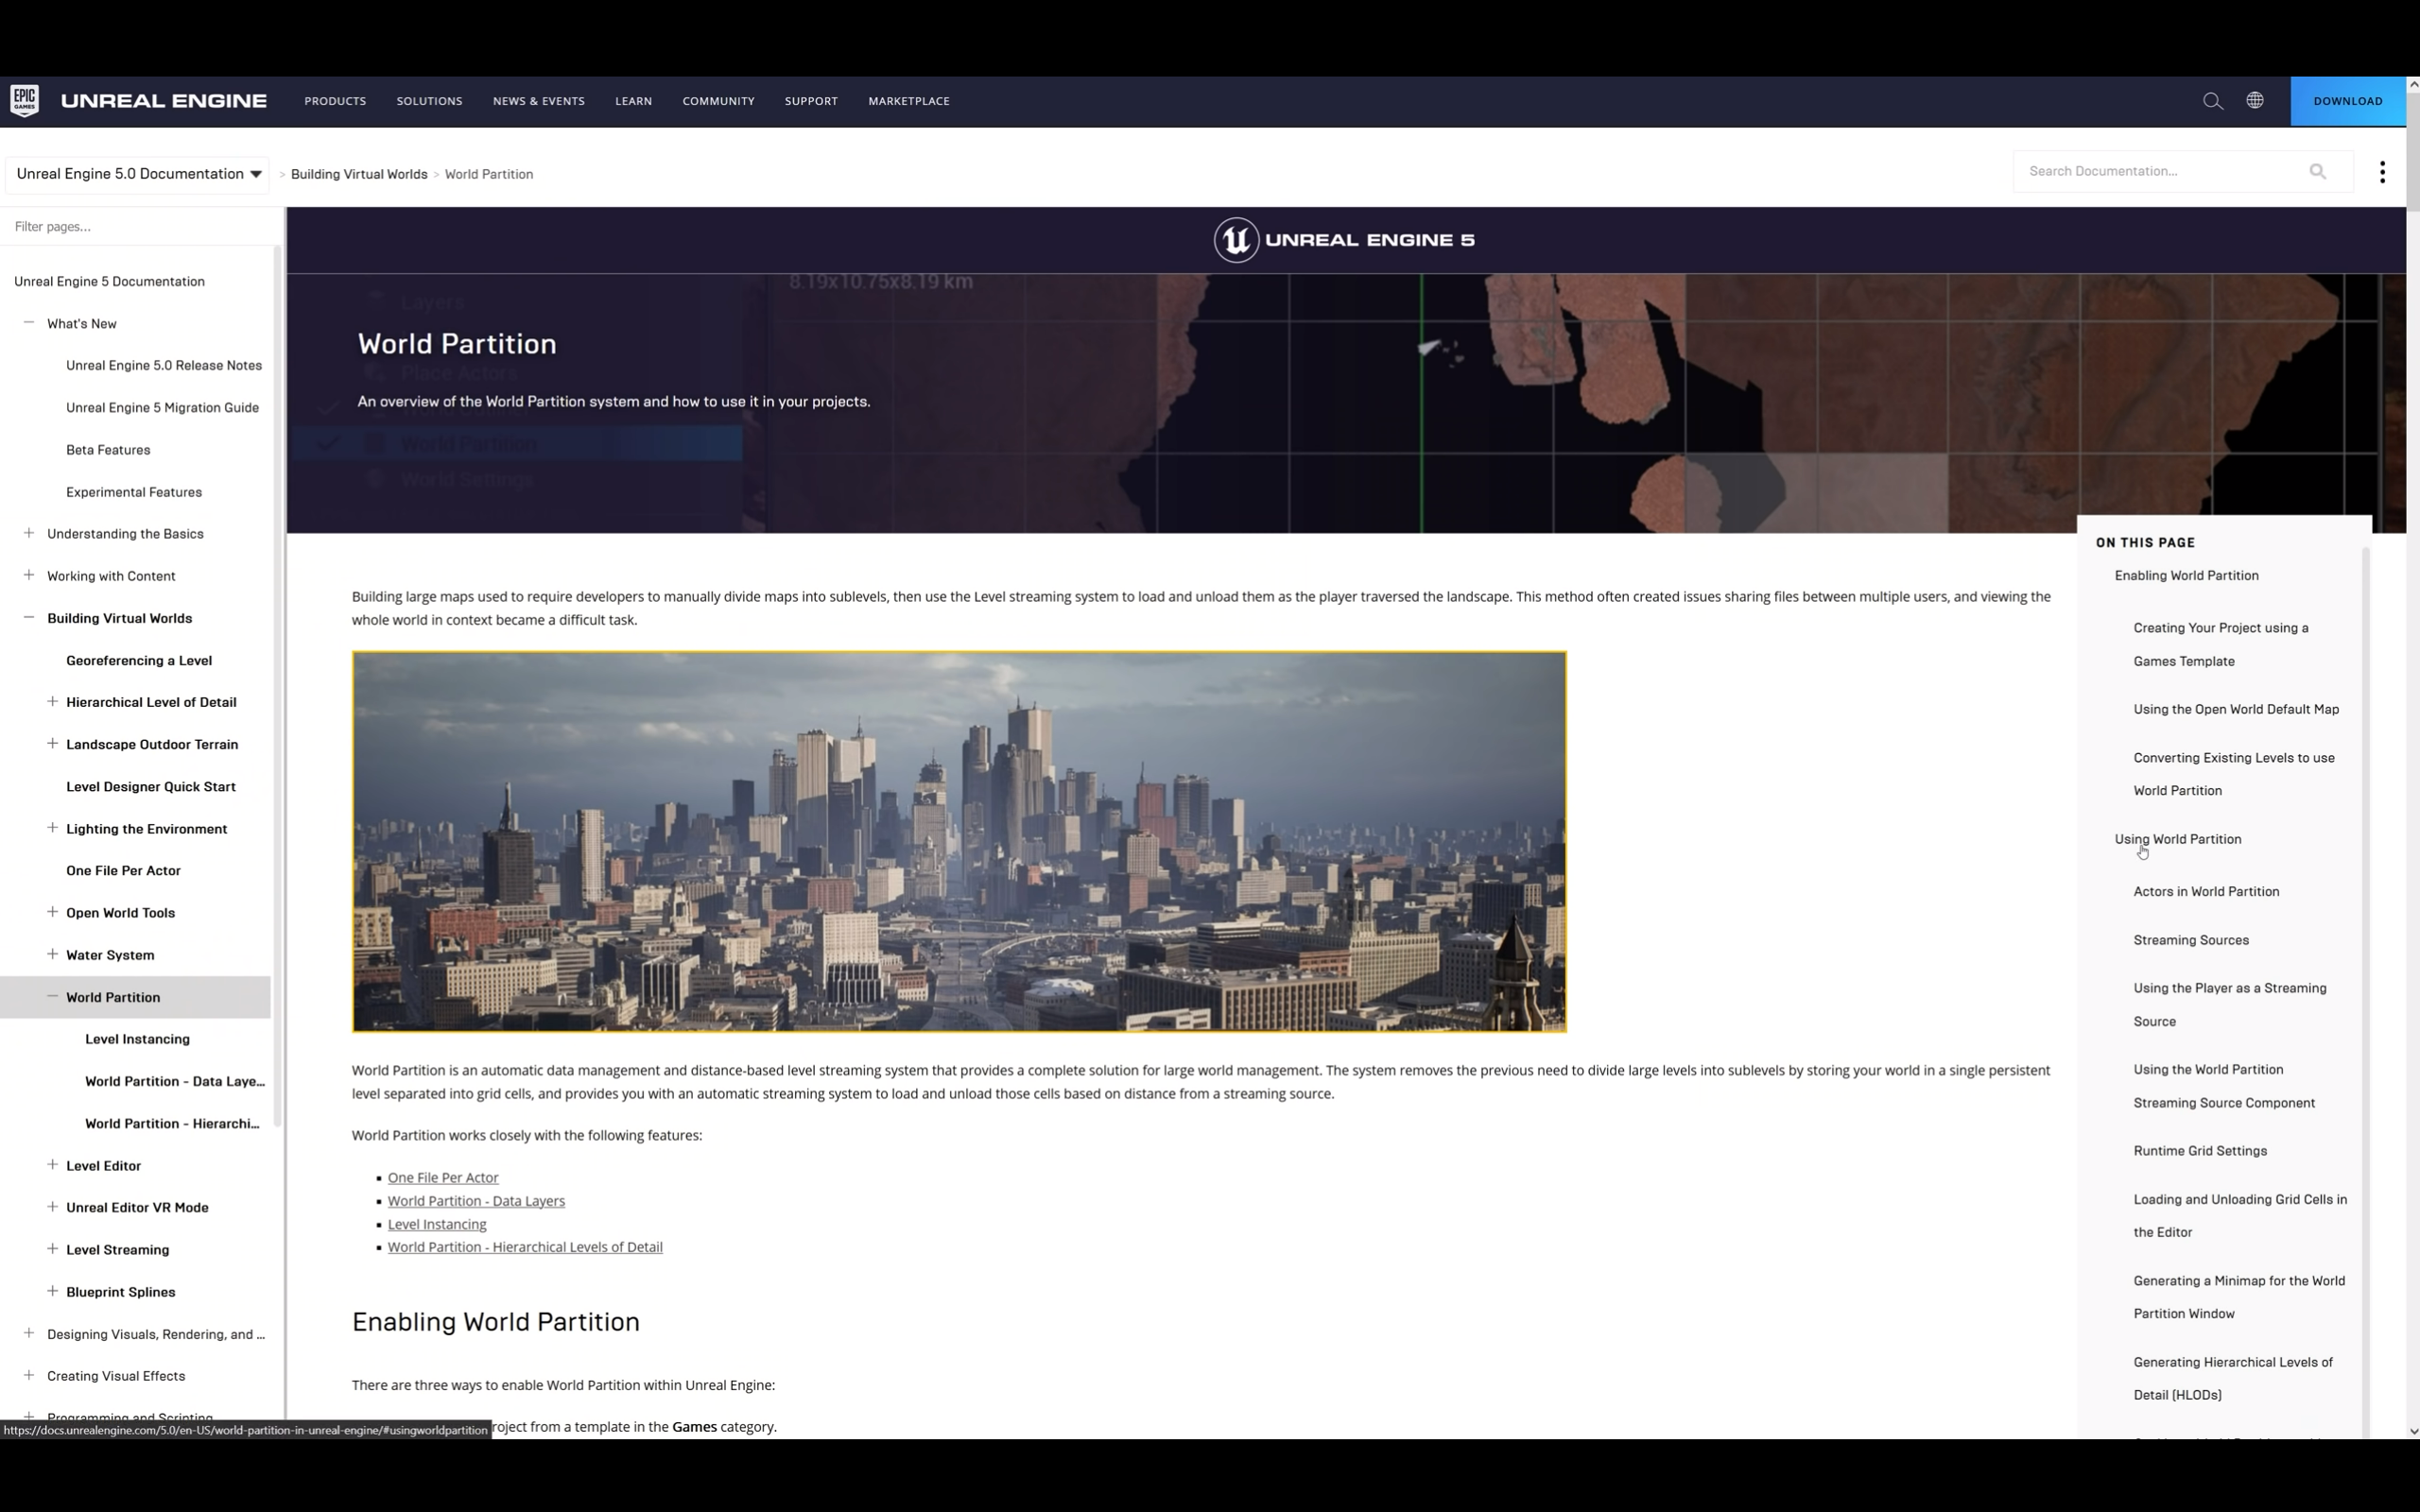 EPIC GAMES
UNREAL ENGINE
PRODUCTS
SOLUTIONS
NEWS & EVENTS
LEARN
COMMUNITY
SUPPORT
MARKETPLACE
DOWNLOAD
Unreal Engine 5.0 Documentation
> Building Virtual Worlds > World Partition
Search Documentation...
Filter pages...
Unreal Engine 5 Documentation
What's New
Unreal Engine 5.0 Release Notes
Unreal Engine 5 Migration Guide
Beta Features
Experimental Features
Understanding the Basics
Working with Content
Building Virtual Worlds
Georeferencing a Level
Hierarchical Level of Detail
Landscape Outdoor Terrain
Level Designer Quick Start
Lighting the Environment
One File Per Actor
Open World Tools
Water System
World Partition
Level Instancing
World Partition - Data Laye...
World Partition - Hierarchi...
Level Editor
Unreal Editor VR Mode
Level Streaming
Blueprint Splines
Designing Visuals, Rendering, and ...
Creating Visual Effects
Programming and Scripting
https://docs.unrealengine.com/5.0/en-US/world-partition-in-unreal-engine/#usingworldpartition
UNREAL ENGINE 5
8.19x10.75x8.19 km
Layers
World Partition
Place Actors
An overview of the World Partition system and how to use it in your projects.
World Partition
World Settings
Building large maps used to require developers to manually divide maps into sublevels, then use the Level streaming system to load and unload them as the player traversed the landscape. This method often created issues sharing files between multiple users, and viewing the
whole world in context became a difficult task.
World Partition is an automatic data management and distance-based level streaming system that provides a complete solution for large world management. The system removes the previous need to divide large levels into sublevels by storing your world in a single persistent
level separated into grid cells, and provides you with an automatic streaming system to load and unload those cells based on distance from a streaming source.
World Partition works closely with the following features:
▪ One File Per Actor
▪ World Partition - Data Layers
▪ Level Instancing
▪ World Partition - Hierarchical Levels of Detail
Enabling World Partition
There are three ways to enable World Partition within Unreal Engine:
roject from a template in the Games category.
ON THIS PAGE
Enabling World Partition
Creating Your Project using a
Games Template
Using the Open World Default Map
Converting Existing Levels to use
World Partition
Using World Partition
Actors in World Partition
Streaming Sources
Using the Player as a Streaming
Source
Using the World Partition
Streaming Source Component
Runtime Grid Settings
Loading and Unloading Grid Cells in
the Editor
Generating a Minimap for the World
Partition Window
Generating Hierarchical Levels of
Detail (HLODs)